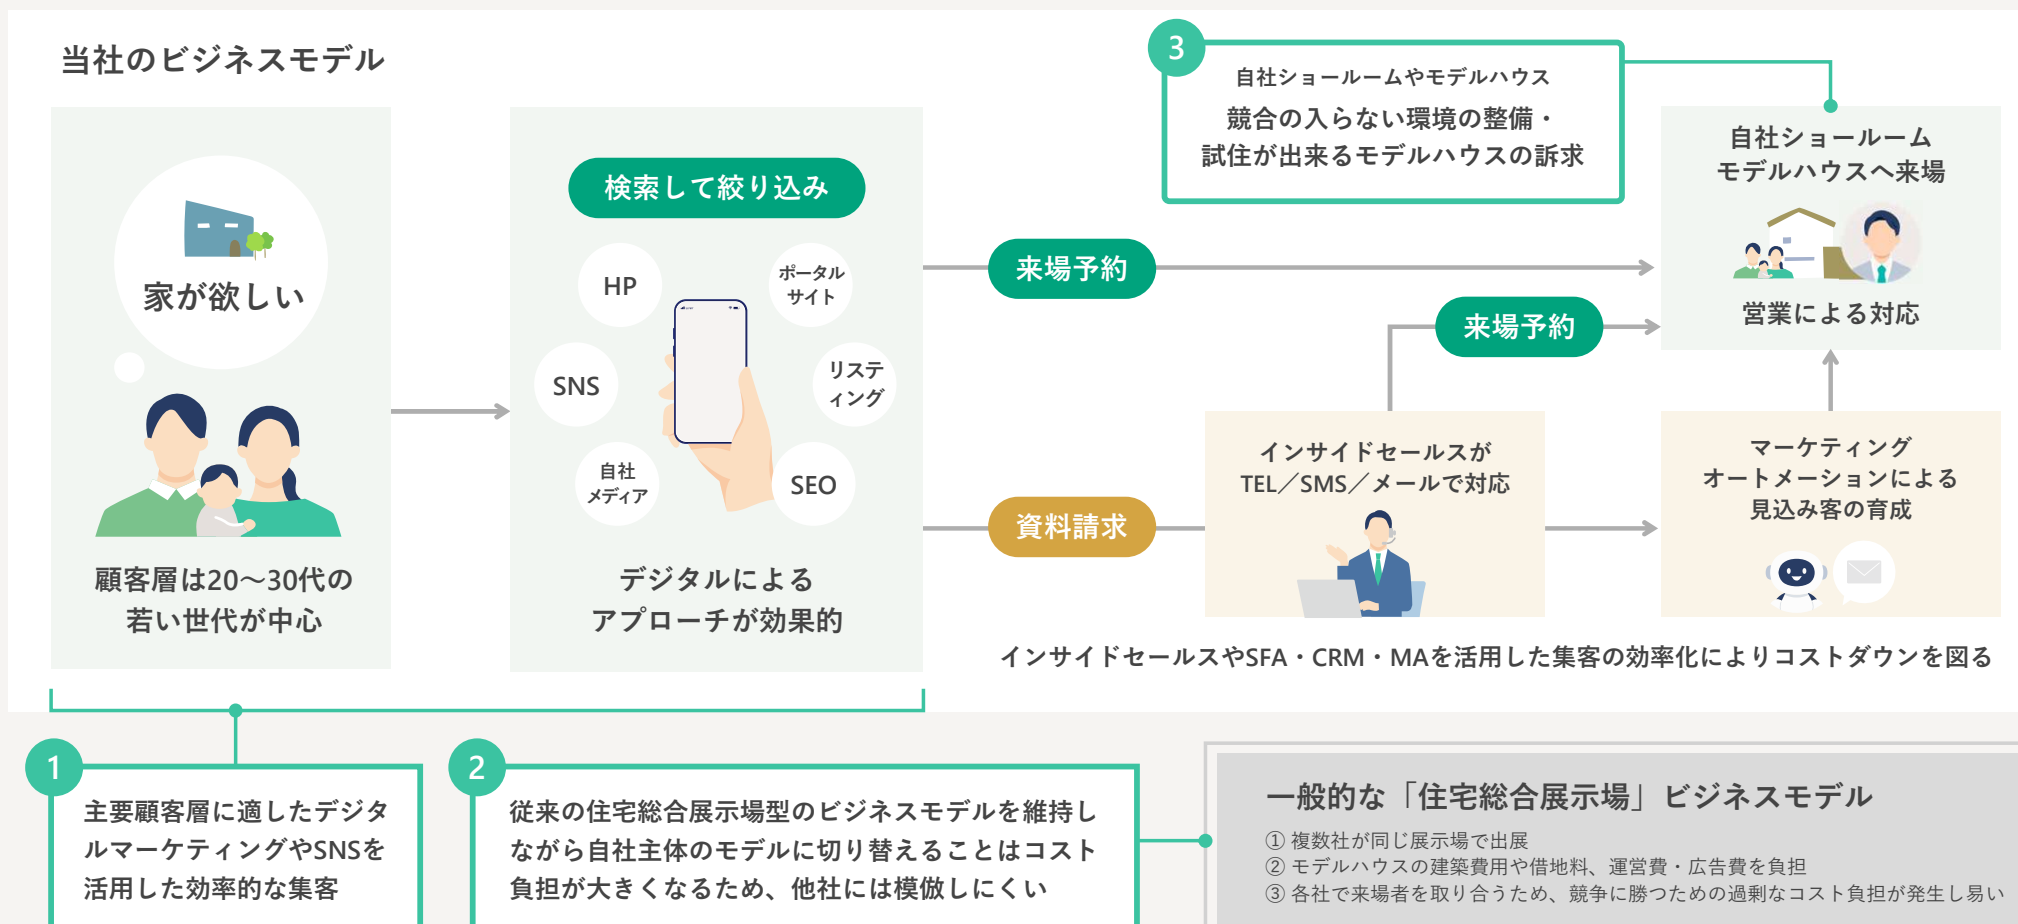 当社のビジネスモデル
家が欲しい
顧客層は20～30代の
若い世代が中心
検索して絞り込み
HP
ポータル
サイト
SNS
リステ
ィング
自社
メディア
SEO
デジタルによる
アプローチが効果的
3
自社ショールームやモデルハウス
競合の入らない環境の整備・
試住が出来るモデルハウスの訴求
来場予約
自社ショールーム
モデルハウスへ来場
営業による対応
来場予約
資料請求
インサイドセールスが
TEL／SMS／メールで対応
マーケティング
オートメーションによる
見込み客の育成
インサイドセールスやSFA・CRM・MAを活用した集客の効率化によりコストダウンを図る
1
主要顧客層に適したデジタ
ルマーケティングやSNSを
活用した効率的な集客
2
従来の住宅総合展示場型のビジネスモデルを維持し
ながら自社主体のモデルに切り替えることはコスト
負担が大きくなるため、他社には模倣しにくい
一般的な「住宅総合展示場」ビジネスモデル
① 複数社が同じ展示場で出展
② モデルハウスの建築費用や借地料、運営費・広告費を負担
③ 各社で来場者を取り合うため、競争に勝つための過剰なコスト負担が発生し易い